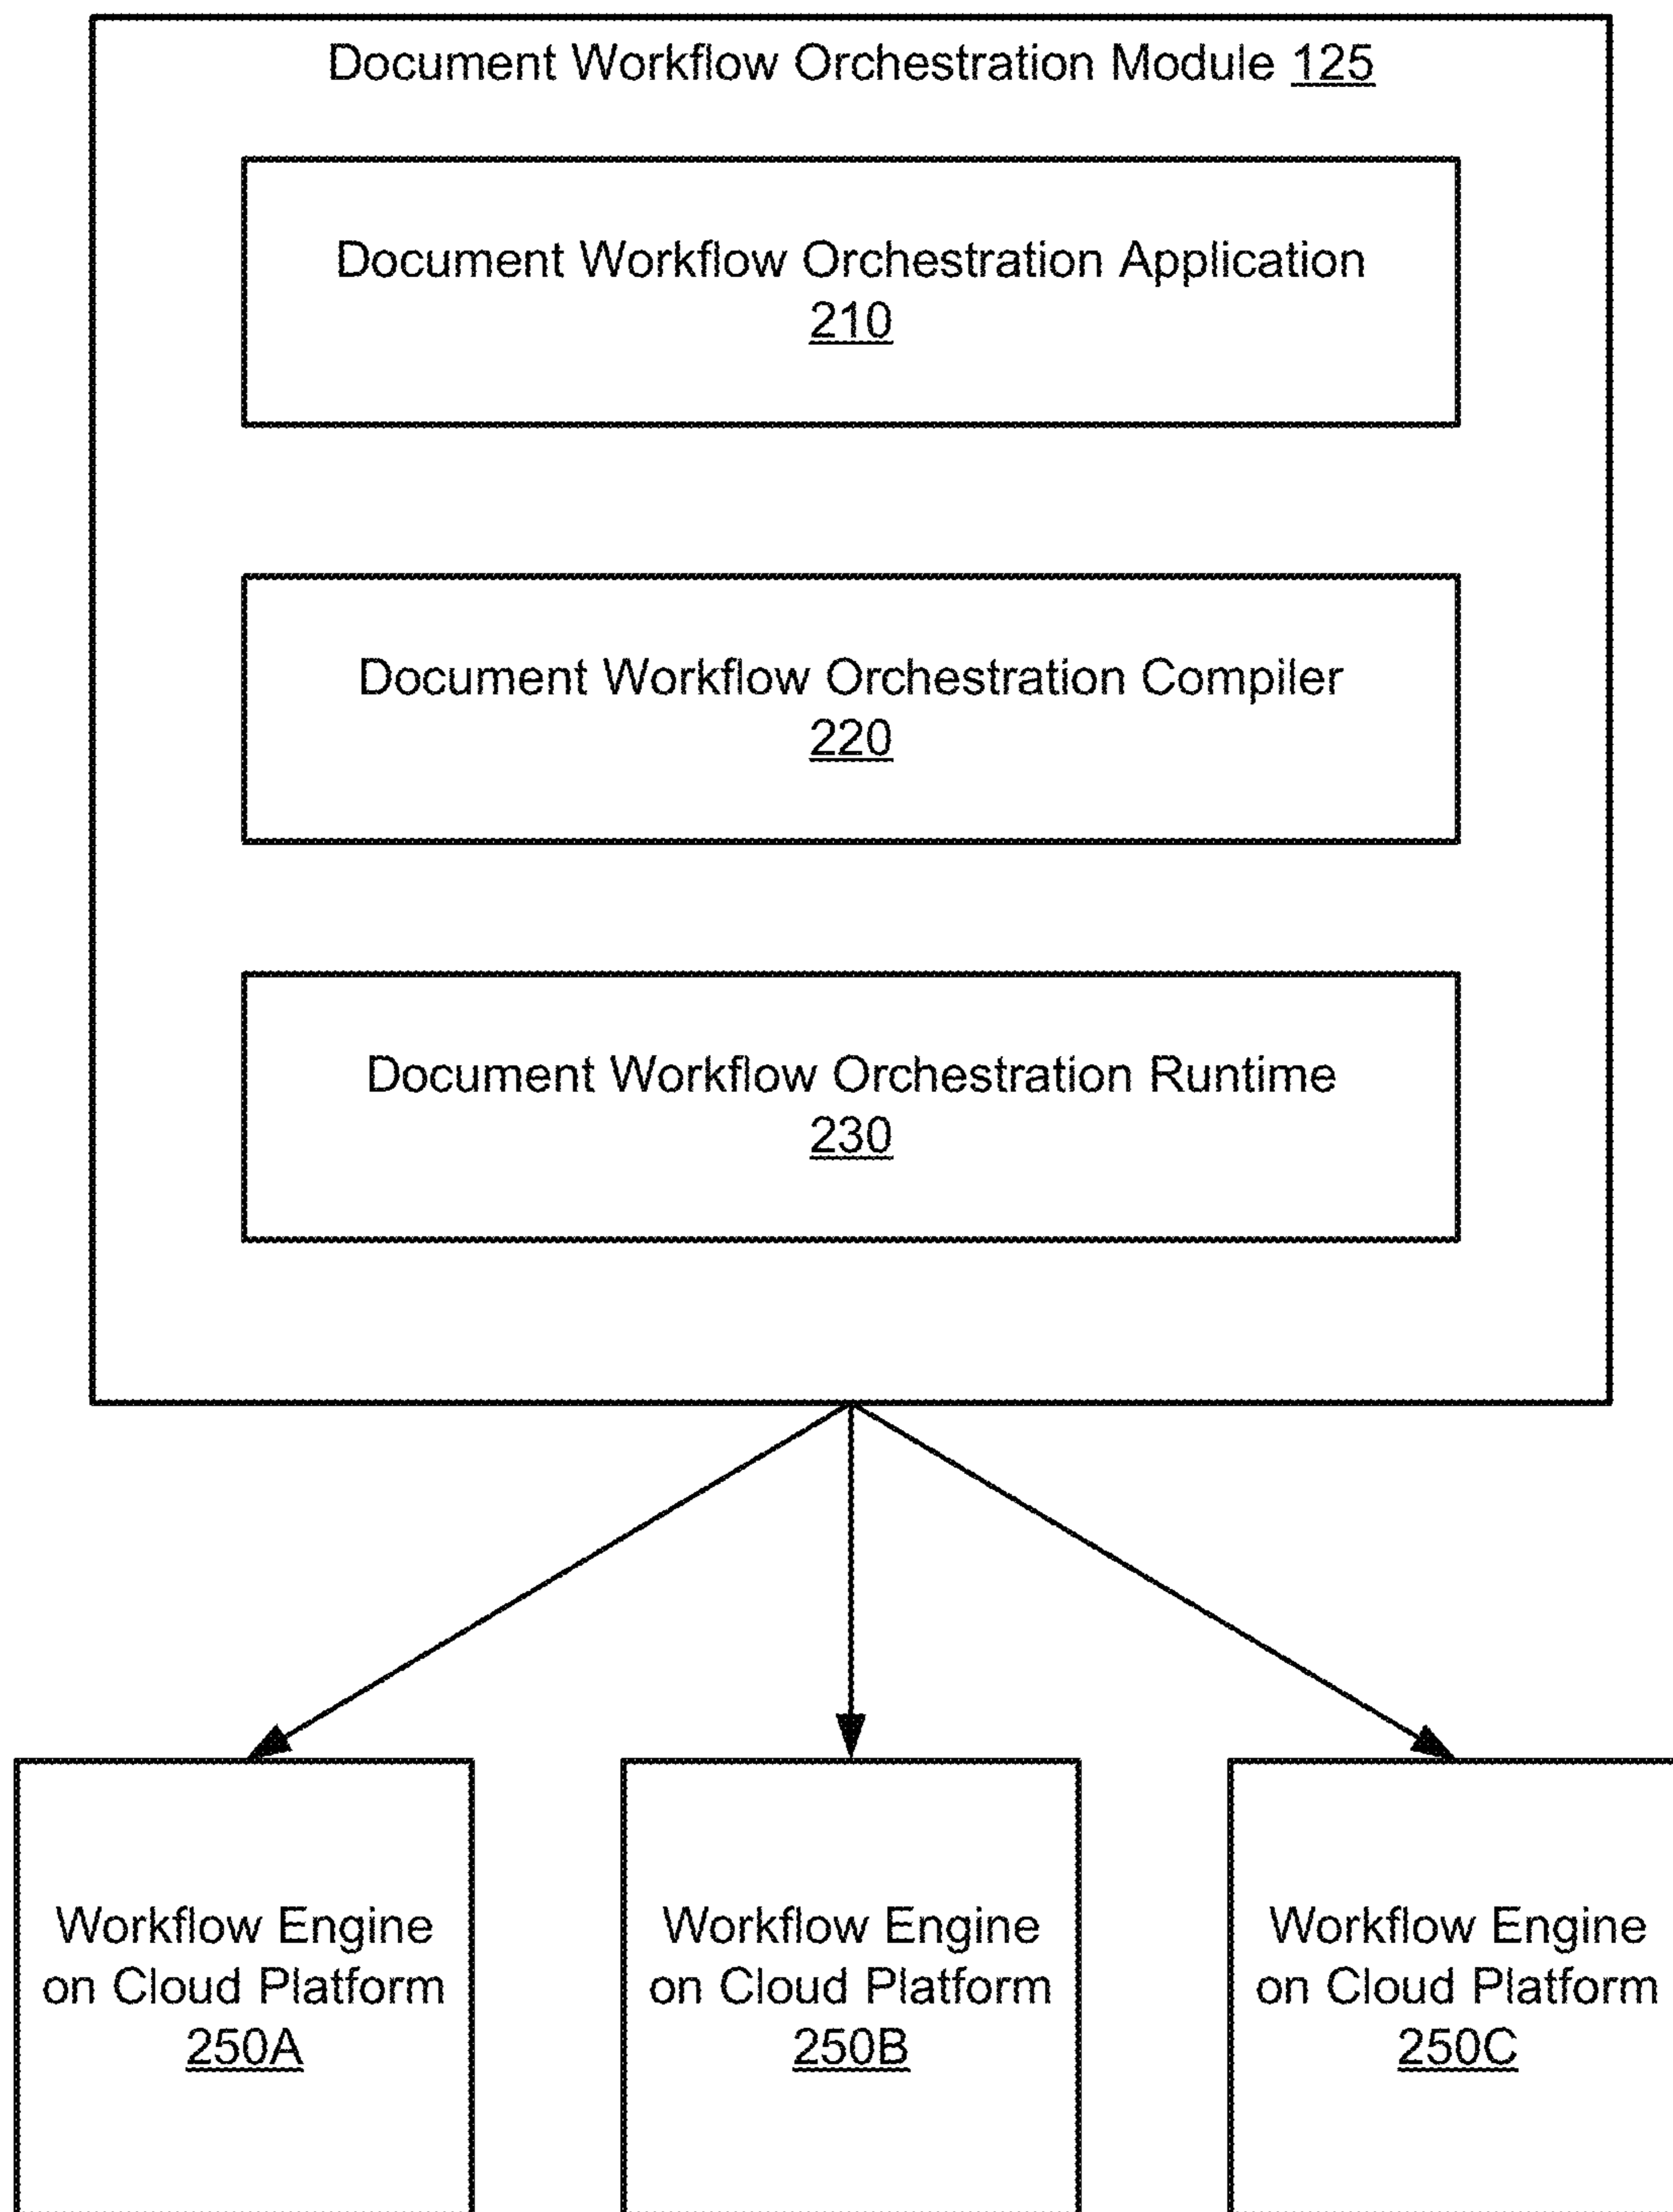 Document Workflow Orchestration Module 125
Document Workflow Orchestration Application
210
Document Workflow Orchestration Compiler
220
Document Workflow Orchestration Runtime
230
Workflow Engine
on Cloud Platform
250A
Workflow Engine
on Cloud Platform
250B
Workflow Engine
on Cloud Platform
250C